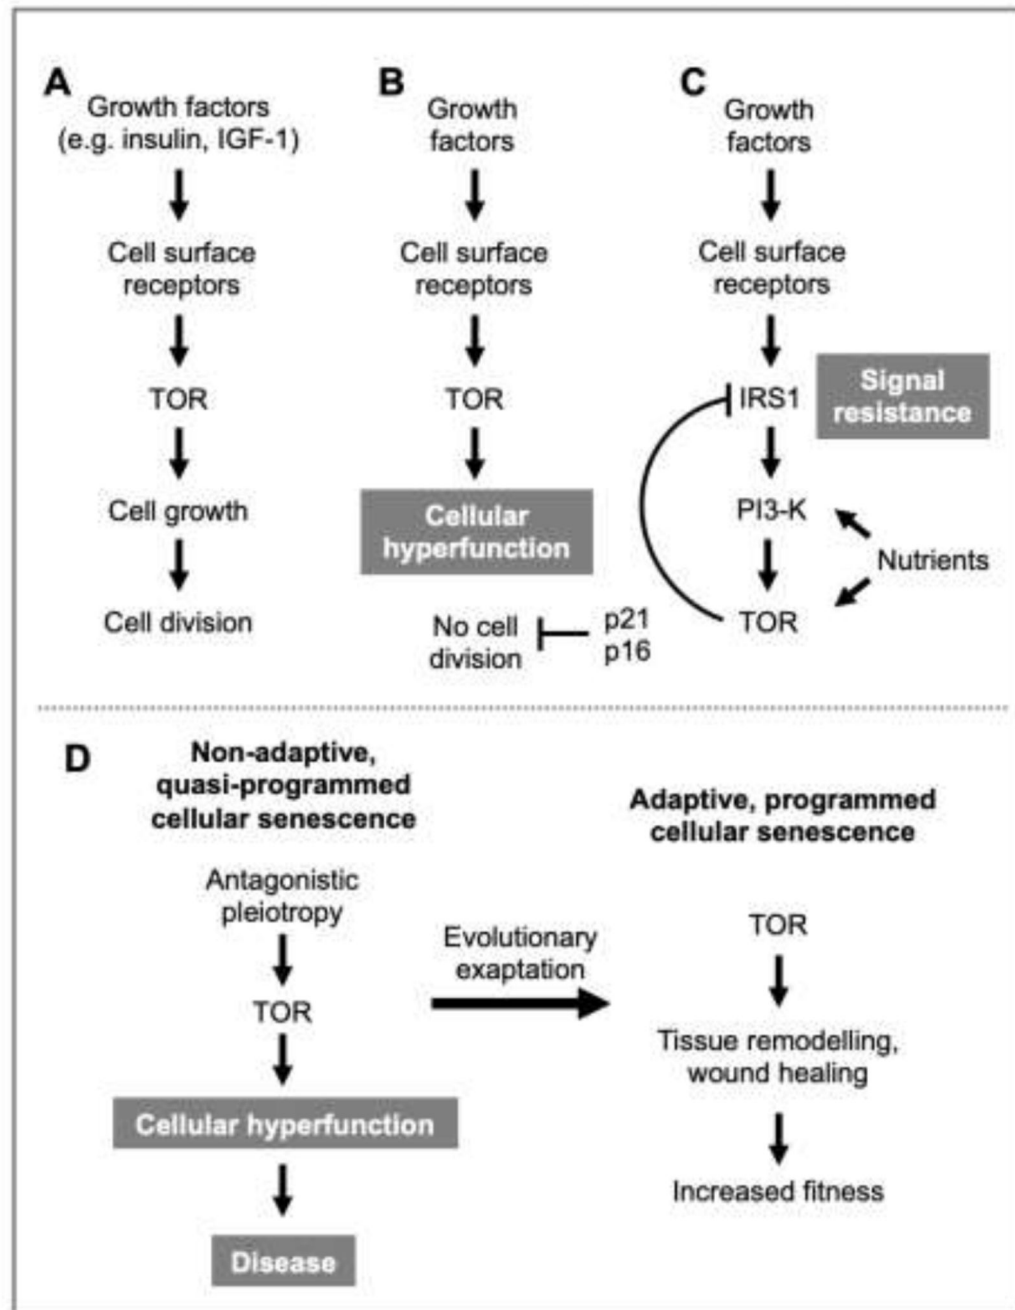 A
Growth factors
(e.g. insulin, IGF-1)
Cell surface
receptors
TOR
Cell growth
Cell division
B
Growth
factors
Cell surface
receptors
TOR
Cellular
hyperfunction
No cell
division
p21
p16
C
Growth
factors
Cell surface
receptors
IRS1
Signal
resistance
PI3-K
Nutrients
TOR
D
Non-adaptive,
quasi-programmed
cellular senescence
Antagonistic
pleiotropy
TOR
Cellular hyperfunction
Disease
Evolutionary
exaptation
Adaptive, programmed
cellular senescence
TOR
Tissue remodelling,
wound healing
Increased fitness